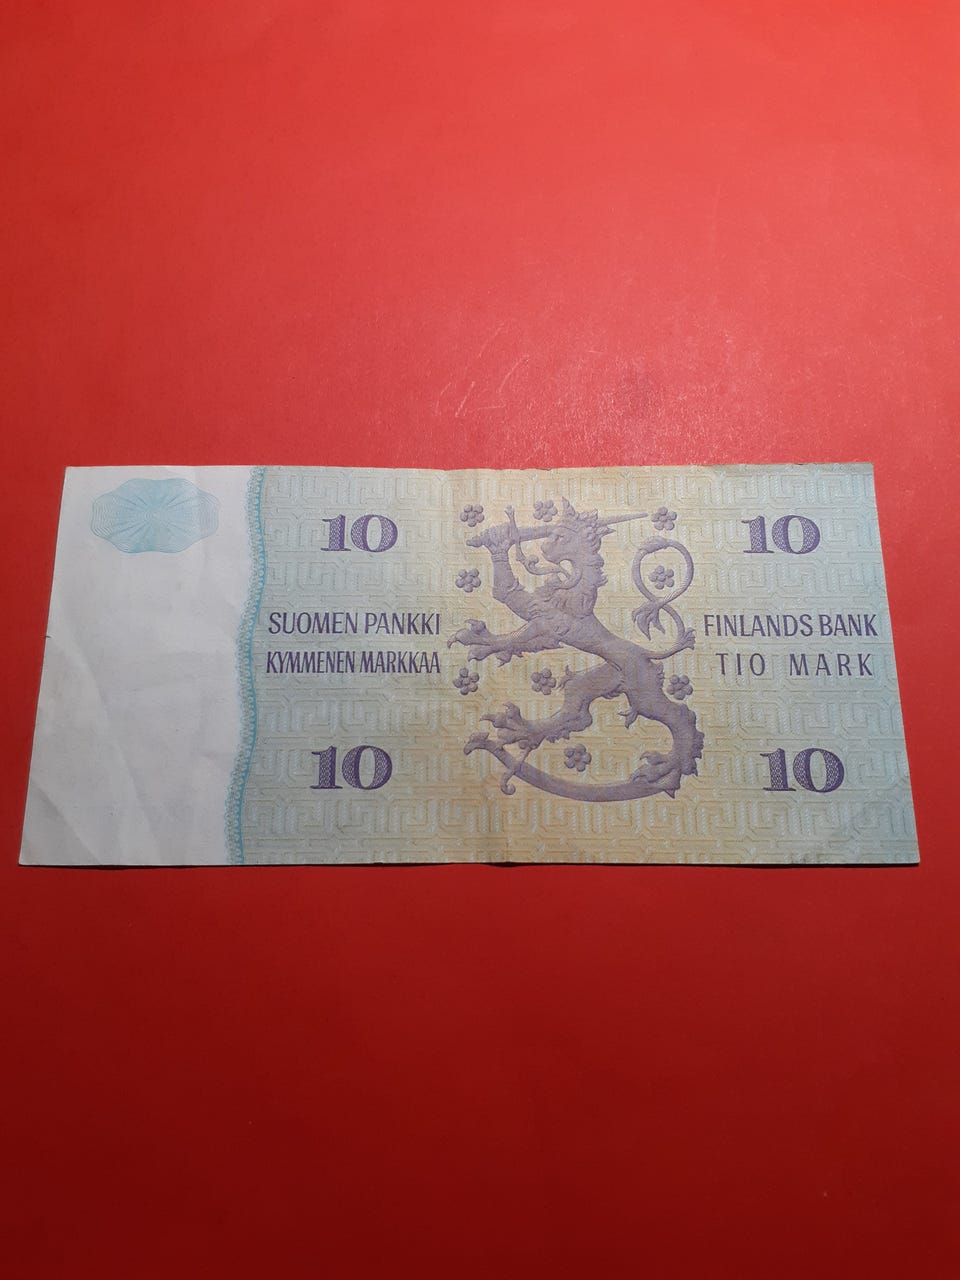 10
10
SUOMEN PANKKI
KYMMENEN MARKKAA
FINLANDS BANK
TIO MARK
10
10